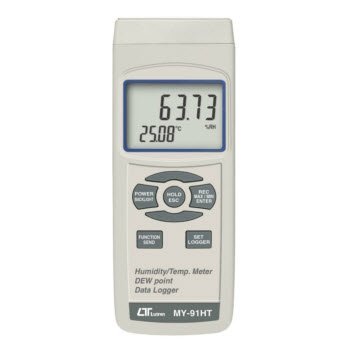 63.73
%RH
25.08 °C
POWER
BACKLIGHT
HOLD
ESC
REC
MAX / MIN
ENTER
FUNCTION
SEND
SET
LOGGER
Humidity/Temp. Meter
DEW point
Data Logger
LT Lutron MY-91HT